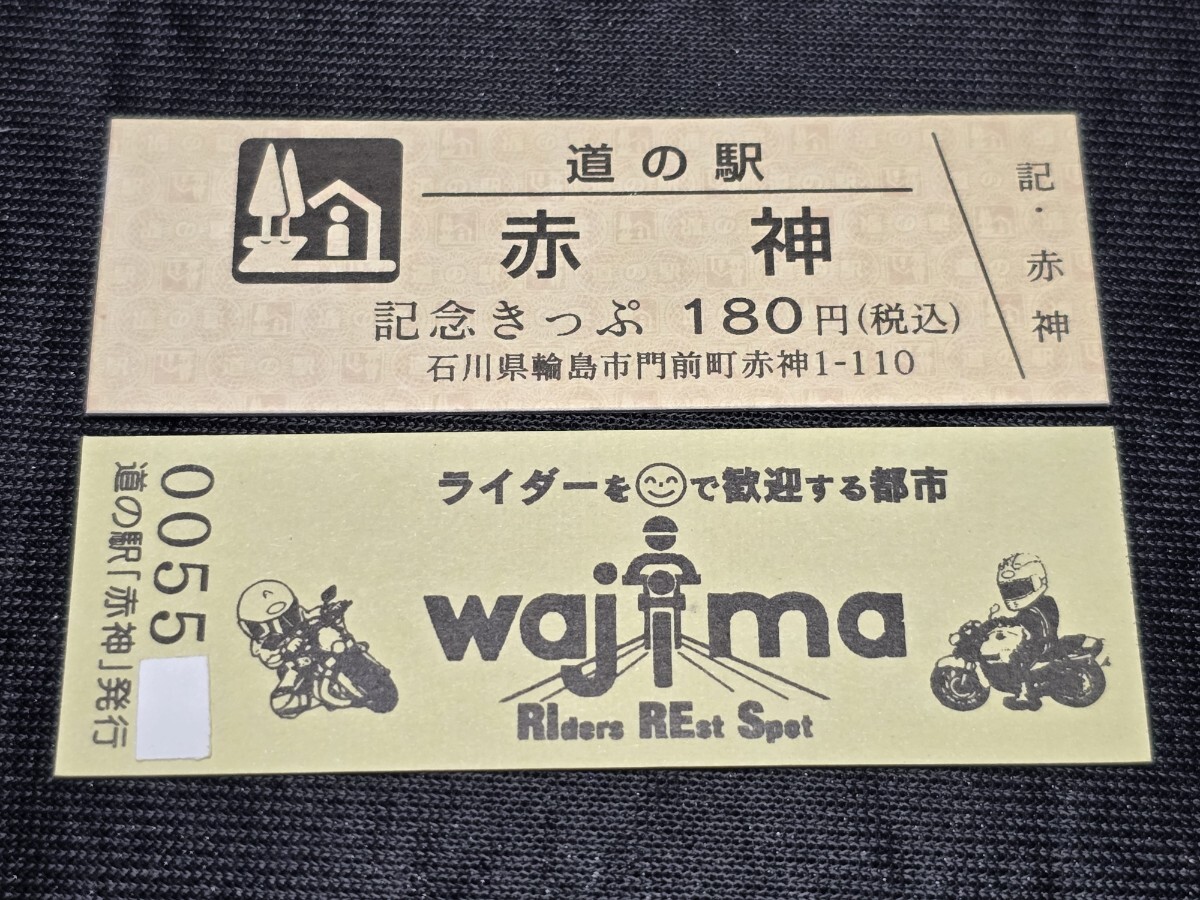 道の駅
赤神
記念きっぷ 180円(税込)
石川県輪島市門前町赤神1-110
記・赤神
ライダーを で歓迎する都市
wajima
RIders REst Spot
0055
道の駅「赤神」発行